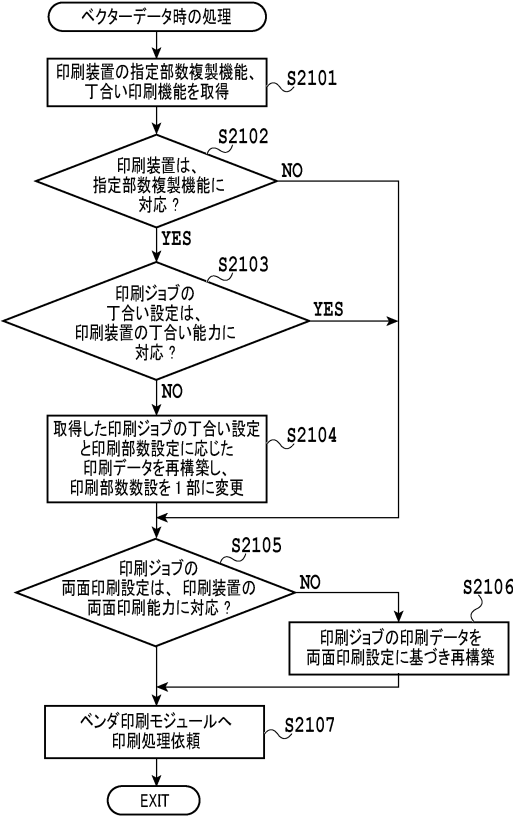 ベクターデータ時の処理
印刷装置の指定部数複製機能、
丁合い印刷機能を取得
S2101
S2102
印刷装置は、
指定部数複製機能に
対応？
NO
YES
S2103
印刷ジョブの
丁合い設定は、
印刷装置の丁合い能力に
対応？
YES
NO
取得した印刷ジョブの丁合い設定
と印刷部数設定に応じた
印刷データを再構築し、
印刷部数数設を１部に変更
S2104
S2105
印刷ジョブの
両面印刷設定は、印刷装置の
両面印刷能力に対応？
NO
S2106
印刷ジョブの印刷データを
両面印刷設定に基づき再構築
ベンダ印刷モジュールへ
印刷処理依頼
S2107
EXIT